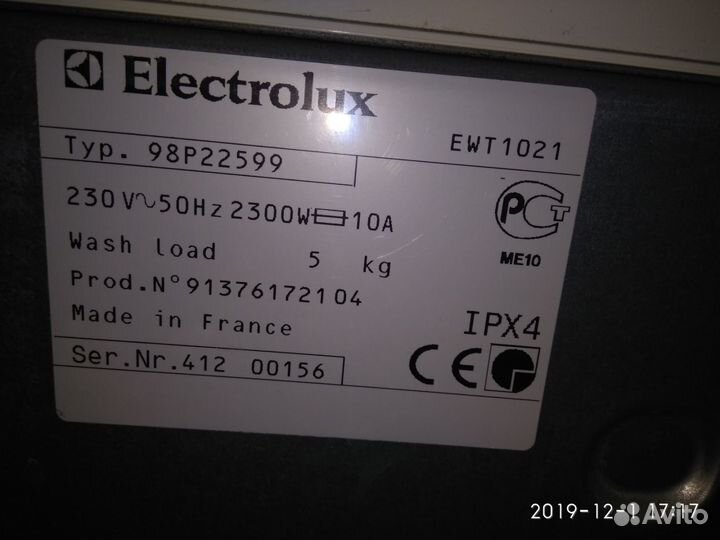 Electrolux
EWT1021
Typ. 98P22599
230V~50Hz 2300W 10A
Wash load 5 kg
РСТ
ME10
Prod.N°91376172104
Made in France
IPX4
Ser.Nr.412 00156
CE
2019-12-1 17:17
Avito